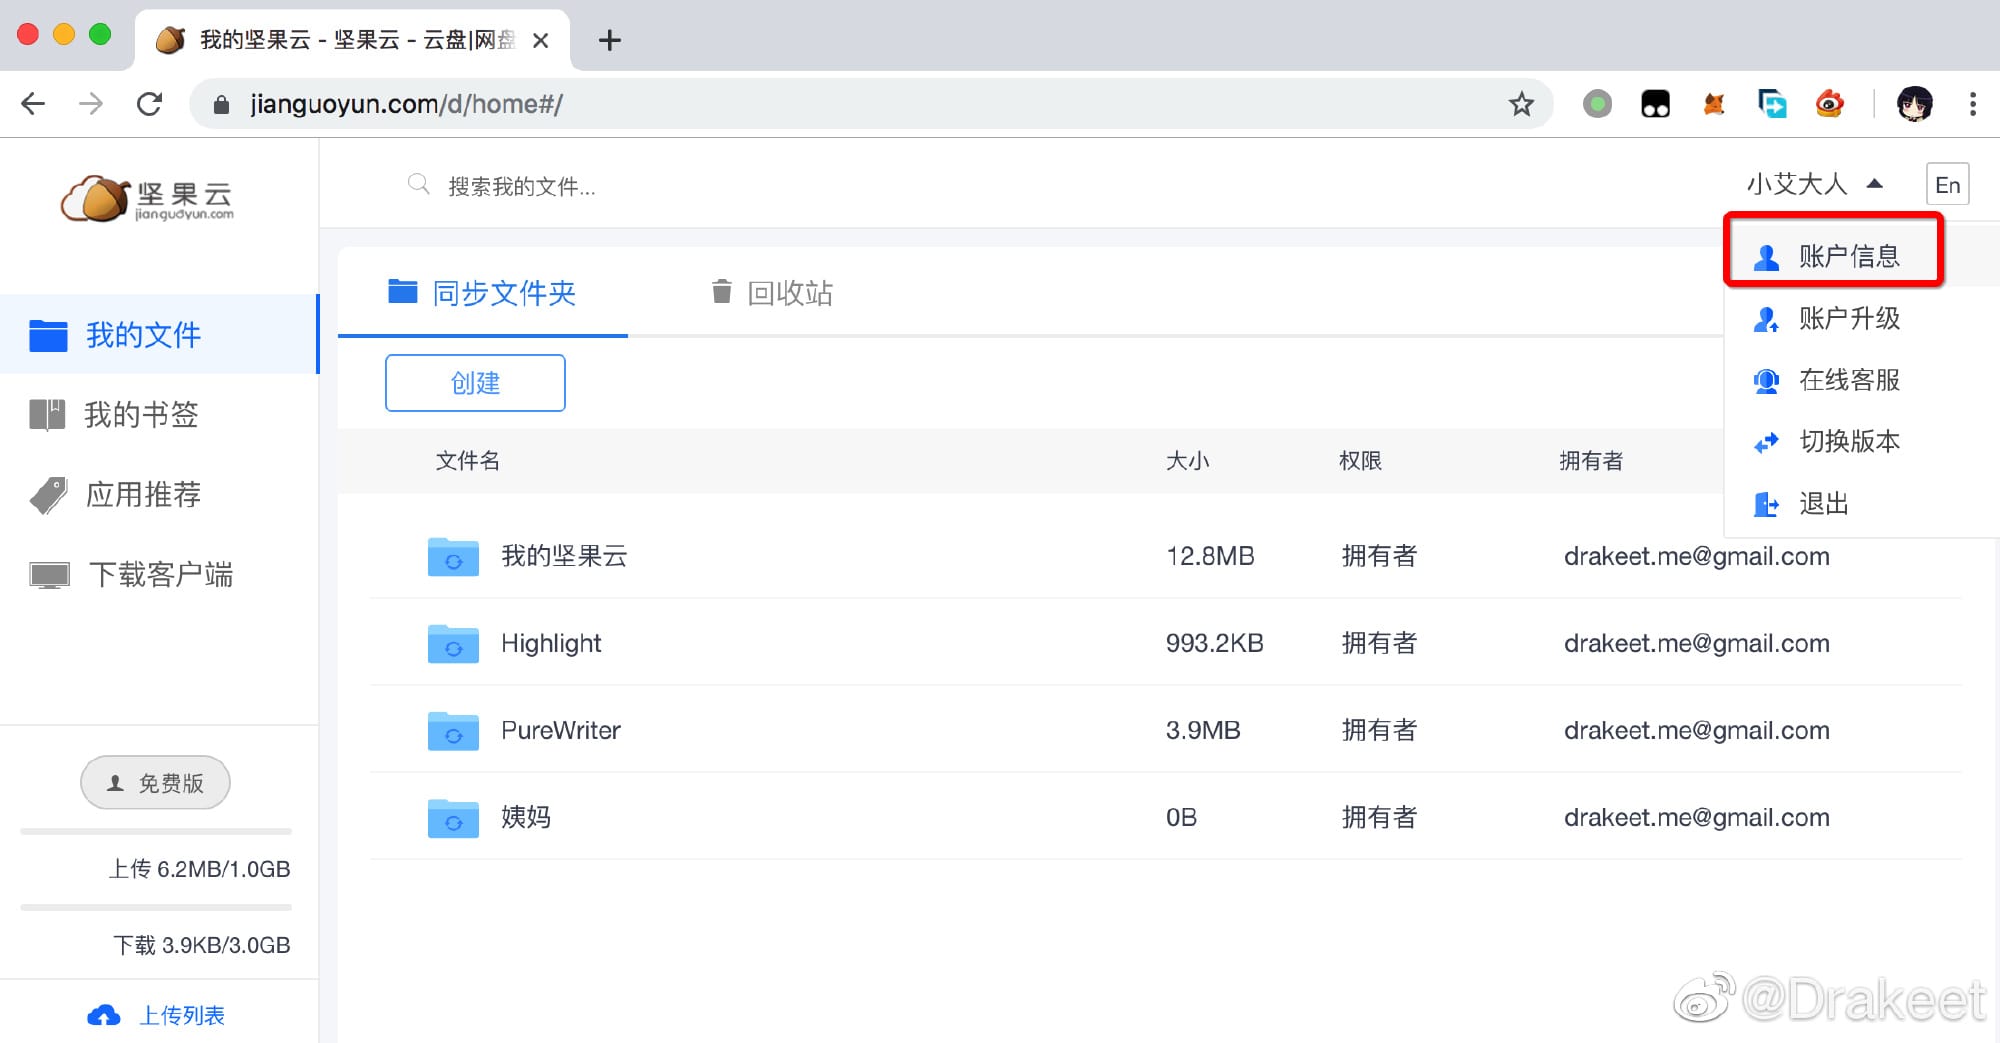 我的坚果云 - 坚果云 - 云盘|网盘
jianguoyun.com/d/home#/
坚果云
jianguoyun.com
搜索我的文件...
小艾大人
En
账户信息
账户升级
在线客服
切换版本
退出
我的文件
我的书签
应用推荐
下载客户端
同步文件夹
回收站
创建
文件名 大小 权限 拥有者
我的坚果云 12.8MB 拥有者 drakeet.me@gmail.com
Highlight 993.2KB 拥有者 drakeet.me@gmail.com
PureWriter 3.9MB 拥有者 drakeet.me@gmail.com
姨妈 0B 拥有者 drakeet.me@gmail.com
免费版
上传 6.2MB/1.0GB
下载 3.9KB/3.0GB
上传列表
@Drakeet